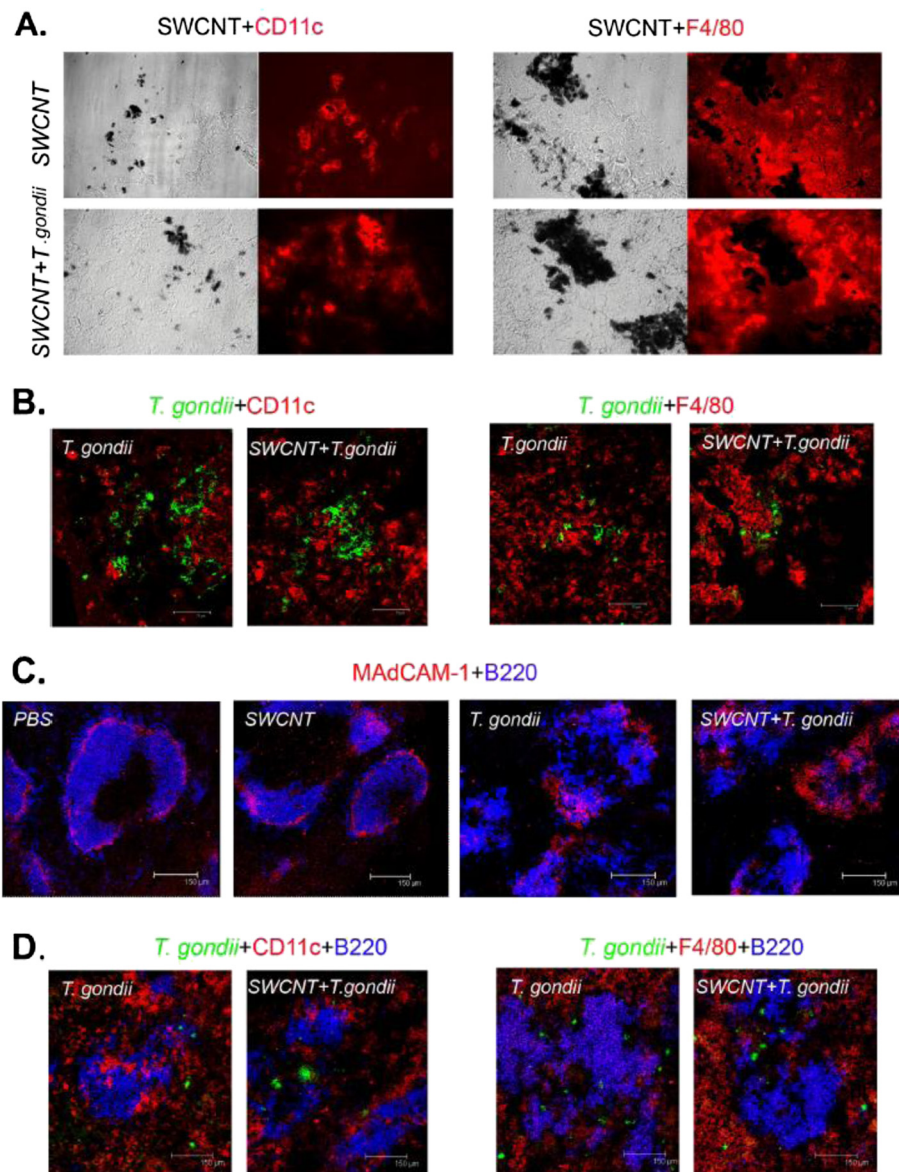 A.
SWCNT+CD11c
SWCNT+F4/80
SWCNT
SWCNT+T.gondii
B.
T. gondii+CD11c
T. gondii+F4/80
T. gondii
SWCNT+T.gondii
T.gondii
SWCNT+T.gondii
C.
MAdCAM-1+B220
PBS
SWCNT
T. gondii
SWCNT+T. gondii
150 µm
150 µm
150 µm
150 µm
D.
T. gondii+CD11c+B220
T. gondii+F4/80+B220
T. gondii
SWCNT+T.gondii
T. gondii
SWCNT+T. gondii
150 µm
150 µm
150 µm
150 µm